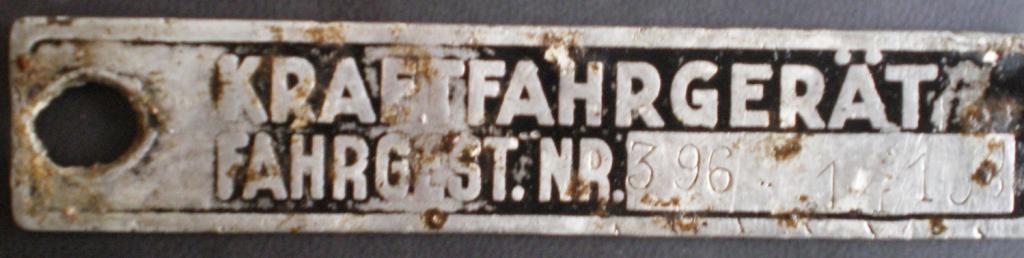 KRAFTFAHRGERÄT
FAHRGEST. NR. 396